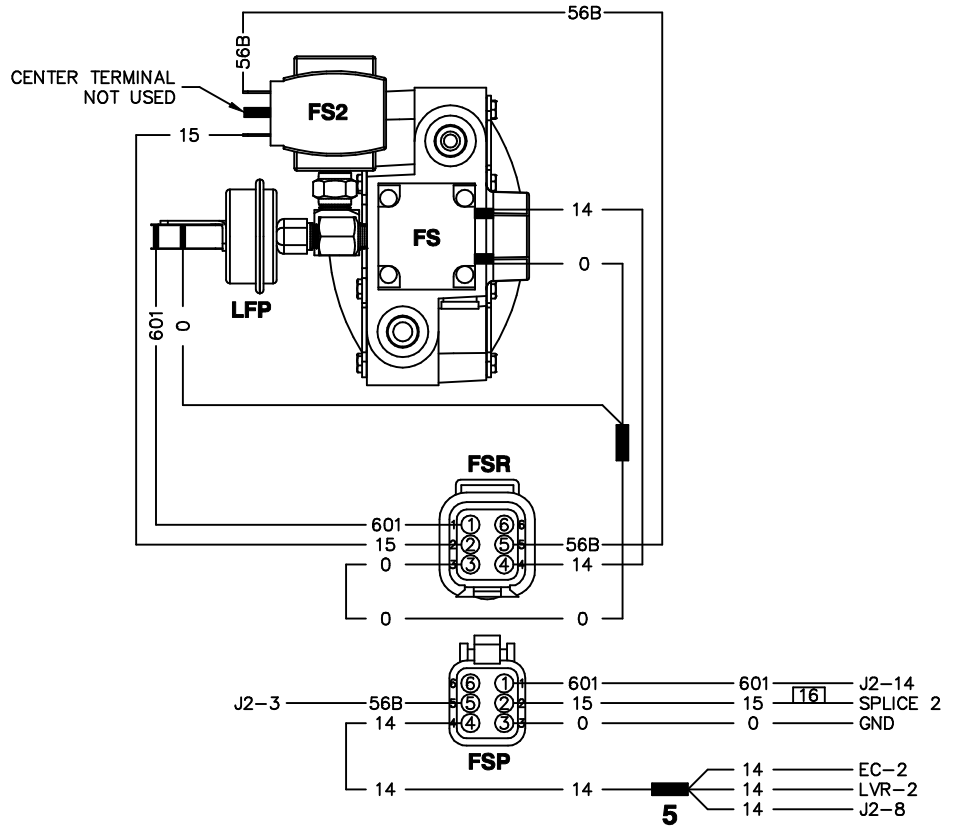 56B
56B
CENTER TERMINAL
NOT USED
FS2
15
14
FS
0
LFP
601
0
FSR
601 1 1 6 6
15 2 2 5 5 56B
0 3 3 4 4 14
0 0
6 6 1 1 601 601 J2-14
J2-3 56B 5 5 2 2 15 15 16 SPLICE 2
14 4 4 3 3 0 0 GND
FSP
14 EC-2
14 14 14 LVR-2
5 14 J2-8